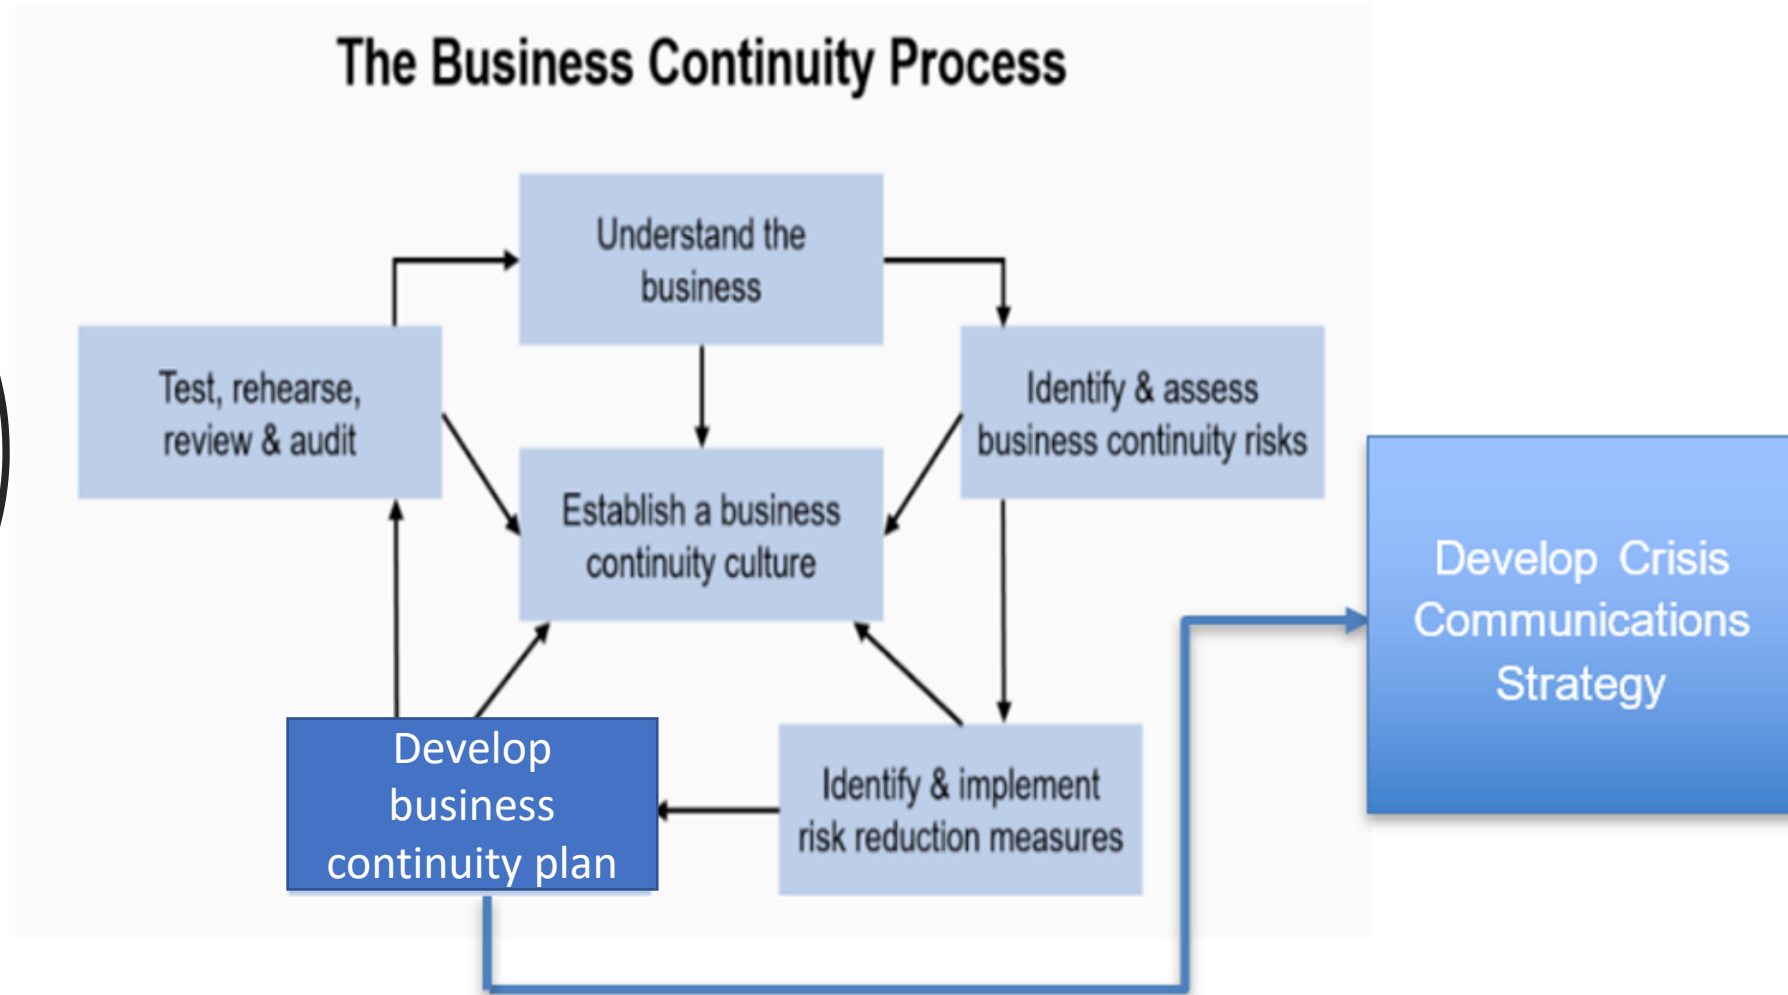 The Business Continuity Process
Understand the
business
Test, rehearse,
review & audit
Identify & assess
business continuity risks
Establish a business
continuity culture
Develop Crisis
Communications
Strategy
Develop
business
continuity plan
Identify & implement
risk reduction measures